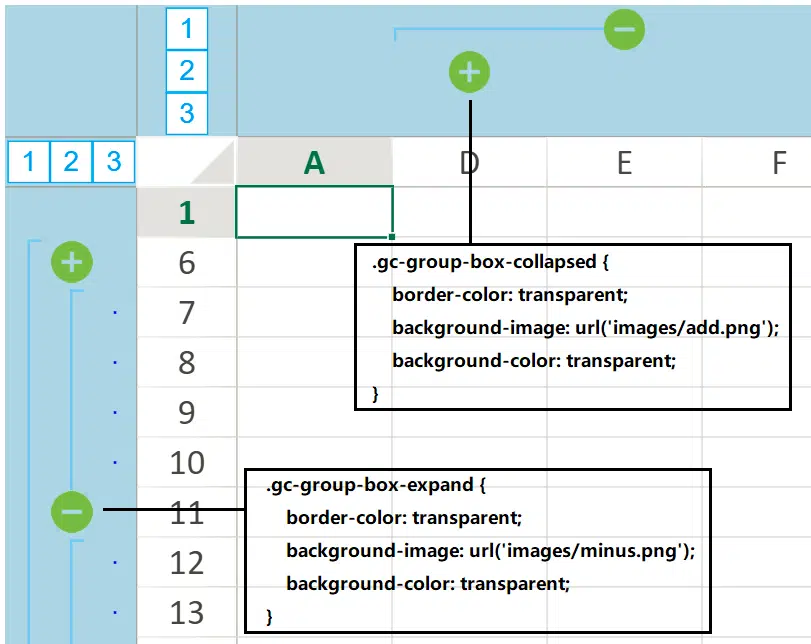 1
2
3
1 2 3
A D E F
1
6
.gc-group-box-collapsed {
border-color: transparent;
background-image: url('images/add.png');
background-color: transparent;
}
7
8
9
10
.gc-group-box-expand {
border-color: transparent;
background-image: url('images/minus.png');
background-color: transparent;
}
11
12
13